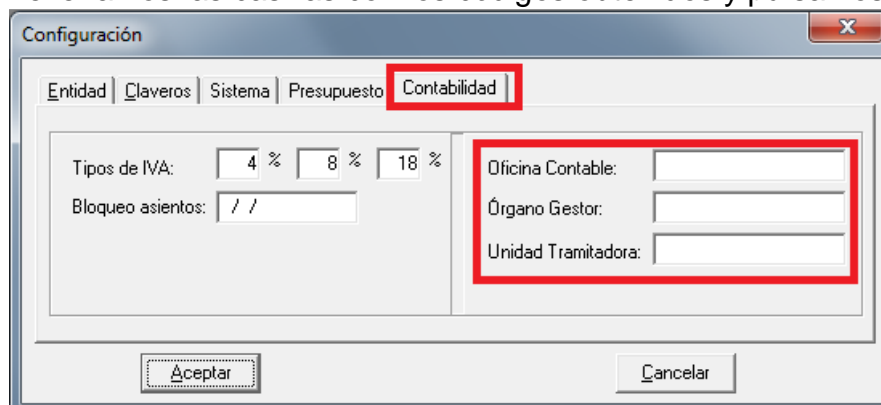 Configuración
Entidad Claveros Sistema Presupuesto Contabilidad
Tipos de IVA: 4 % 8 % 18 %
Bloqueo asientos: / /
Oficina Contable:
Órgano Gestor:
Unidad Tramitadora:
Aceptar Cancelar